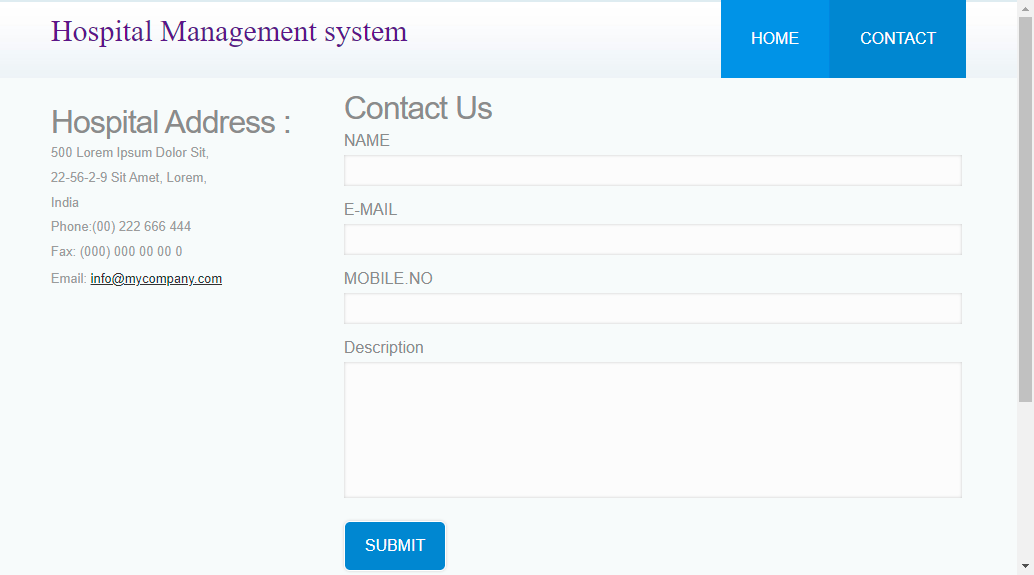 Hospital Management system
HOME
CONTACT
Hospital Address :
500 Lorem Ipsum Dolor Sit,
22-56-2-9 Sit Amet, Lorem,
India
Phone:(00) 222 666 444
Fax: (000) 000 00 00 0
Email: info@mycompany.com
Contact Us
NAME
E-MAIL
MOBILE.NO
Description
SUBMIT